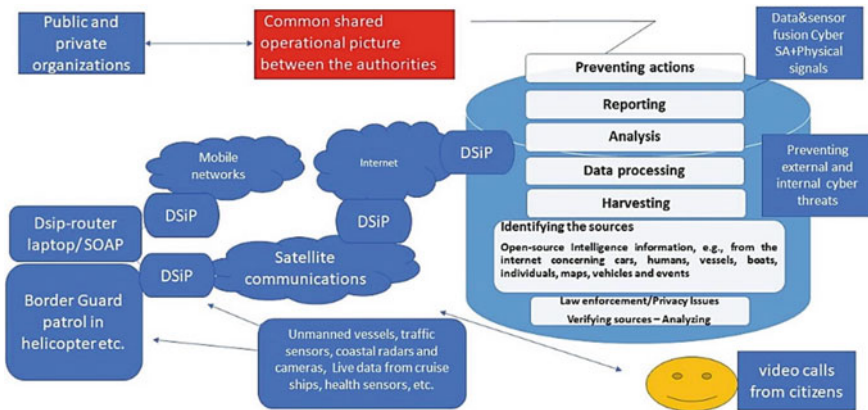 Public and
private
organizations
Common shared
operational picture
between the authorities
Data&sensor
fusion Cyber
SA+Physical
signals
Preventing actions
Reporting
Analysis
Data processing
Harvesting
Identifying the sources
Open-source Intelligence information, e.g., from the
internet concerning cars, humans, vessels, boats,
individuals, maps, vehicles and events
Law enforcement/Privacy Issues
Verifying sources – Analyzing
Preventing
external and
internal cyber
threats
Mobile
networks
Internet
DSiP
DSiP
DSiP
Dsip-router
laptop/SOAP
DSiP
Satellite
communications
Border Guard
patrol in
helicopter etc.
Unmanned vessels, traffic
sensors, coastal radars and
cameras, Live data from cruise
ships, health sensors, etc.
video calls
from citizens